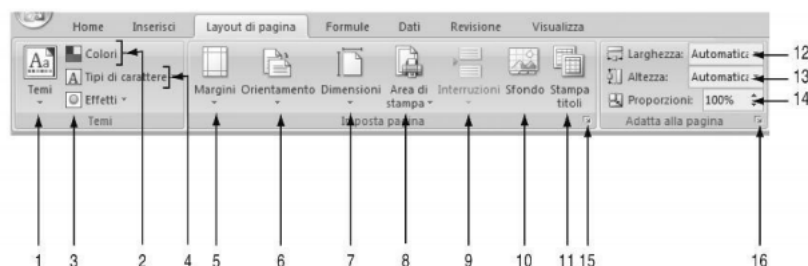 Home Inserisci Layout di pagina Formule Dati Revisione Visualizza
Aa
Temi
Colori
A Tipi di carattere
Effetti
Margini Orientamento Dimensioni Area di stampa Interruzioni Sfondo Stampa titoli
Larghezza: Automatica 12
Altezza: Automatica 13
Proporzioni: 100% 14
Temi Imposta pagina Adatta alla pagina
1 3 2 4 5 6 7 8 9 10 11 15 16